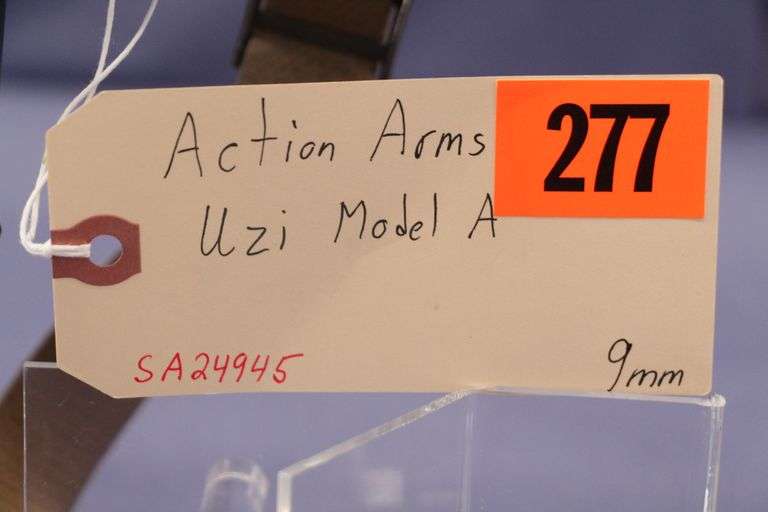 Action Arms
277
Uzi Model A
SA24945
9mm